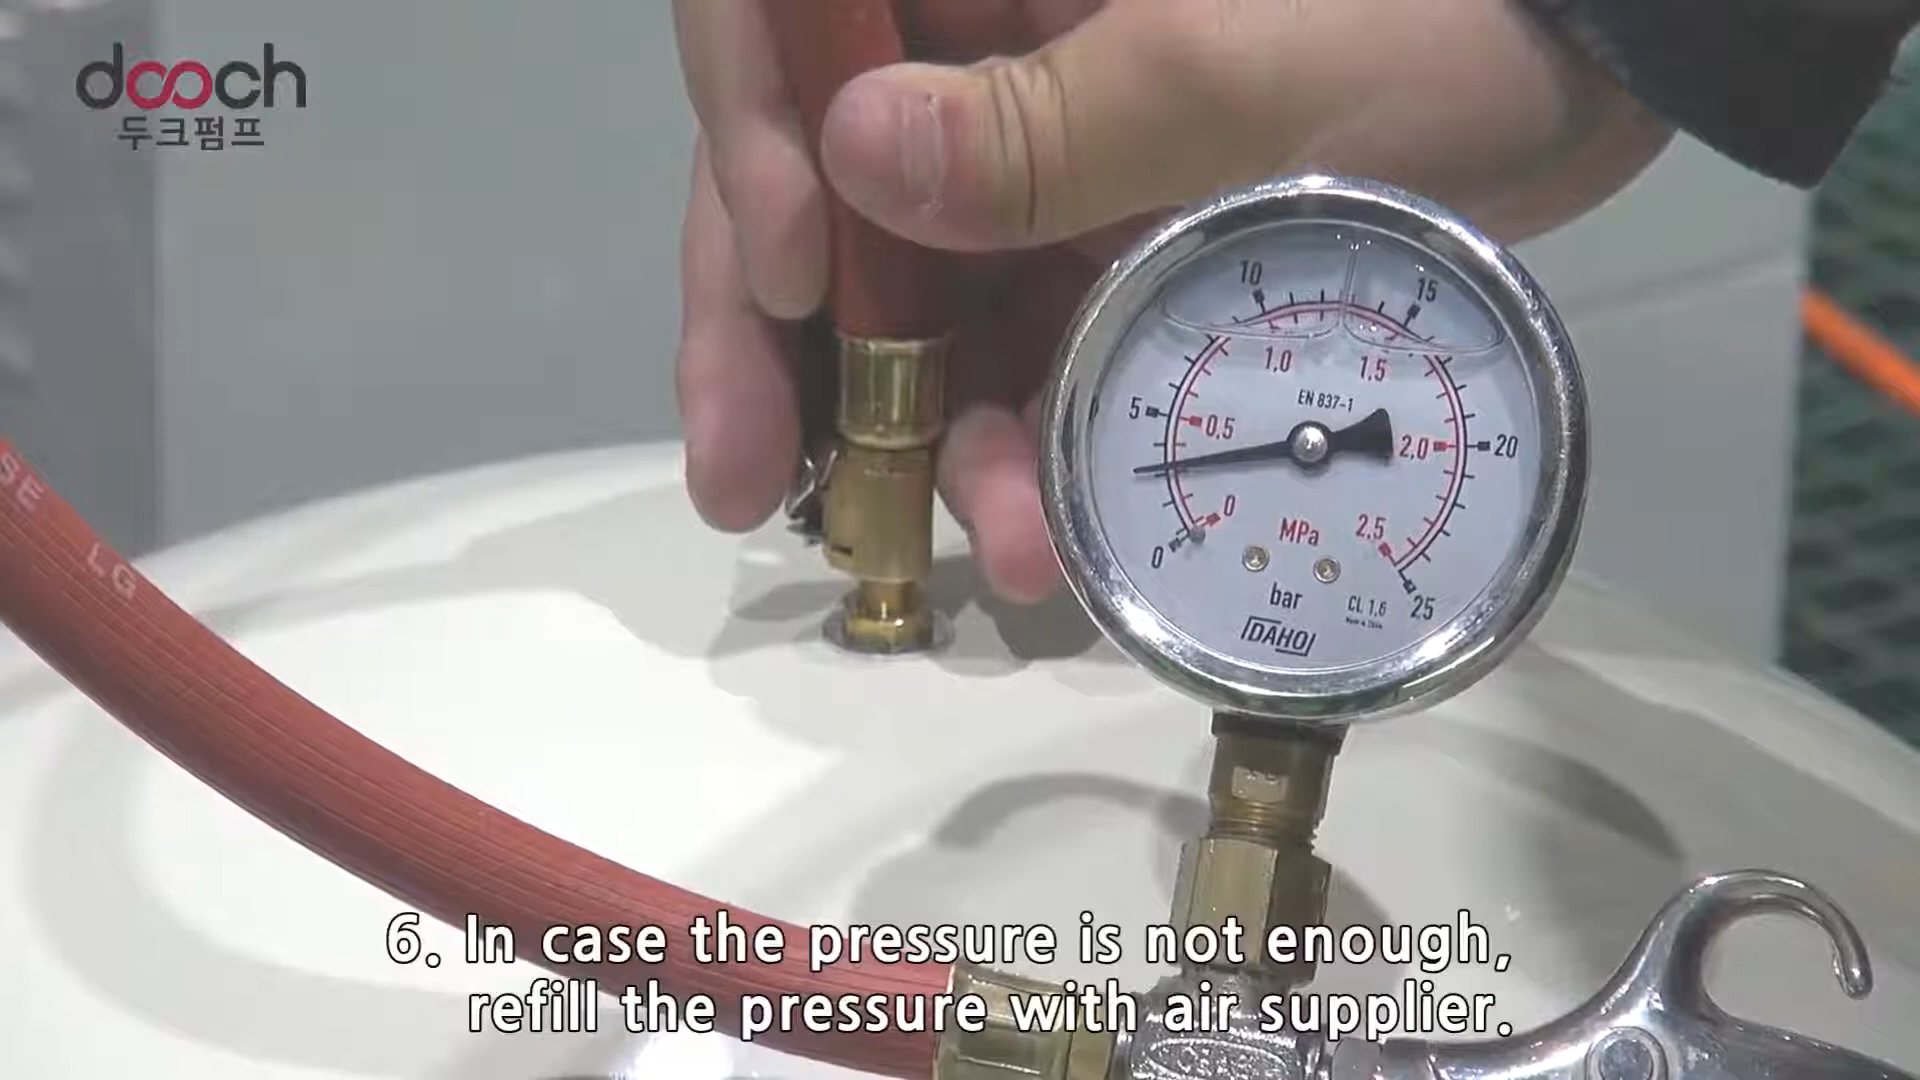 dooch
두크펌프
SE
LG
10
15
1,0
1,5
EN 837-1
5
0,5
2,0
20
0
MPa
2,5
0
bar
CL 1,6
25
DAHO
6. In case the pressure is not enough,
refill the pressure with air supplier.